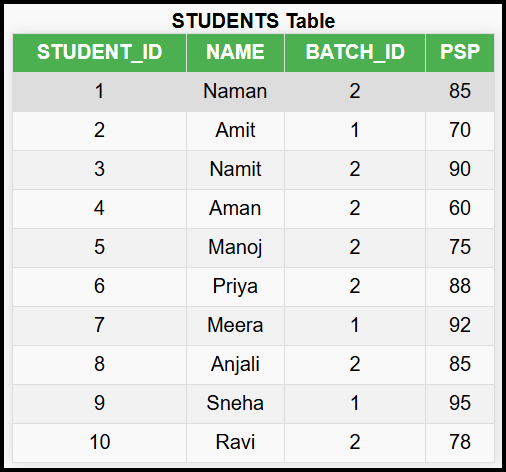 STUDENTS Table
STUDENT_ID NAME BATCH_ID PSP
1 Naman 2 85
2 Amit 1 70
3 Namit 2 90
4 Aman 2 60
5 Manoj 2 75
6 Priya 2 88
7 Meera 1 92
8 Anjali 2 85
9 Sneha 1 95
10 Ravi 2 78